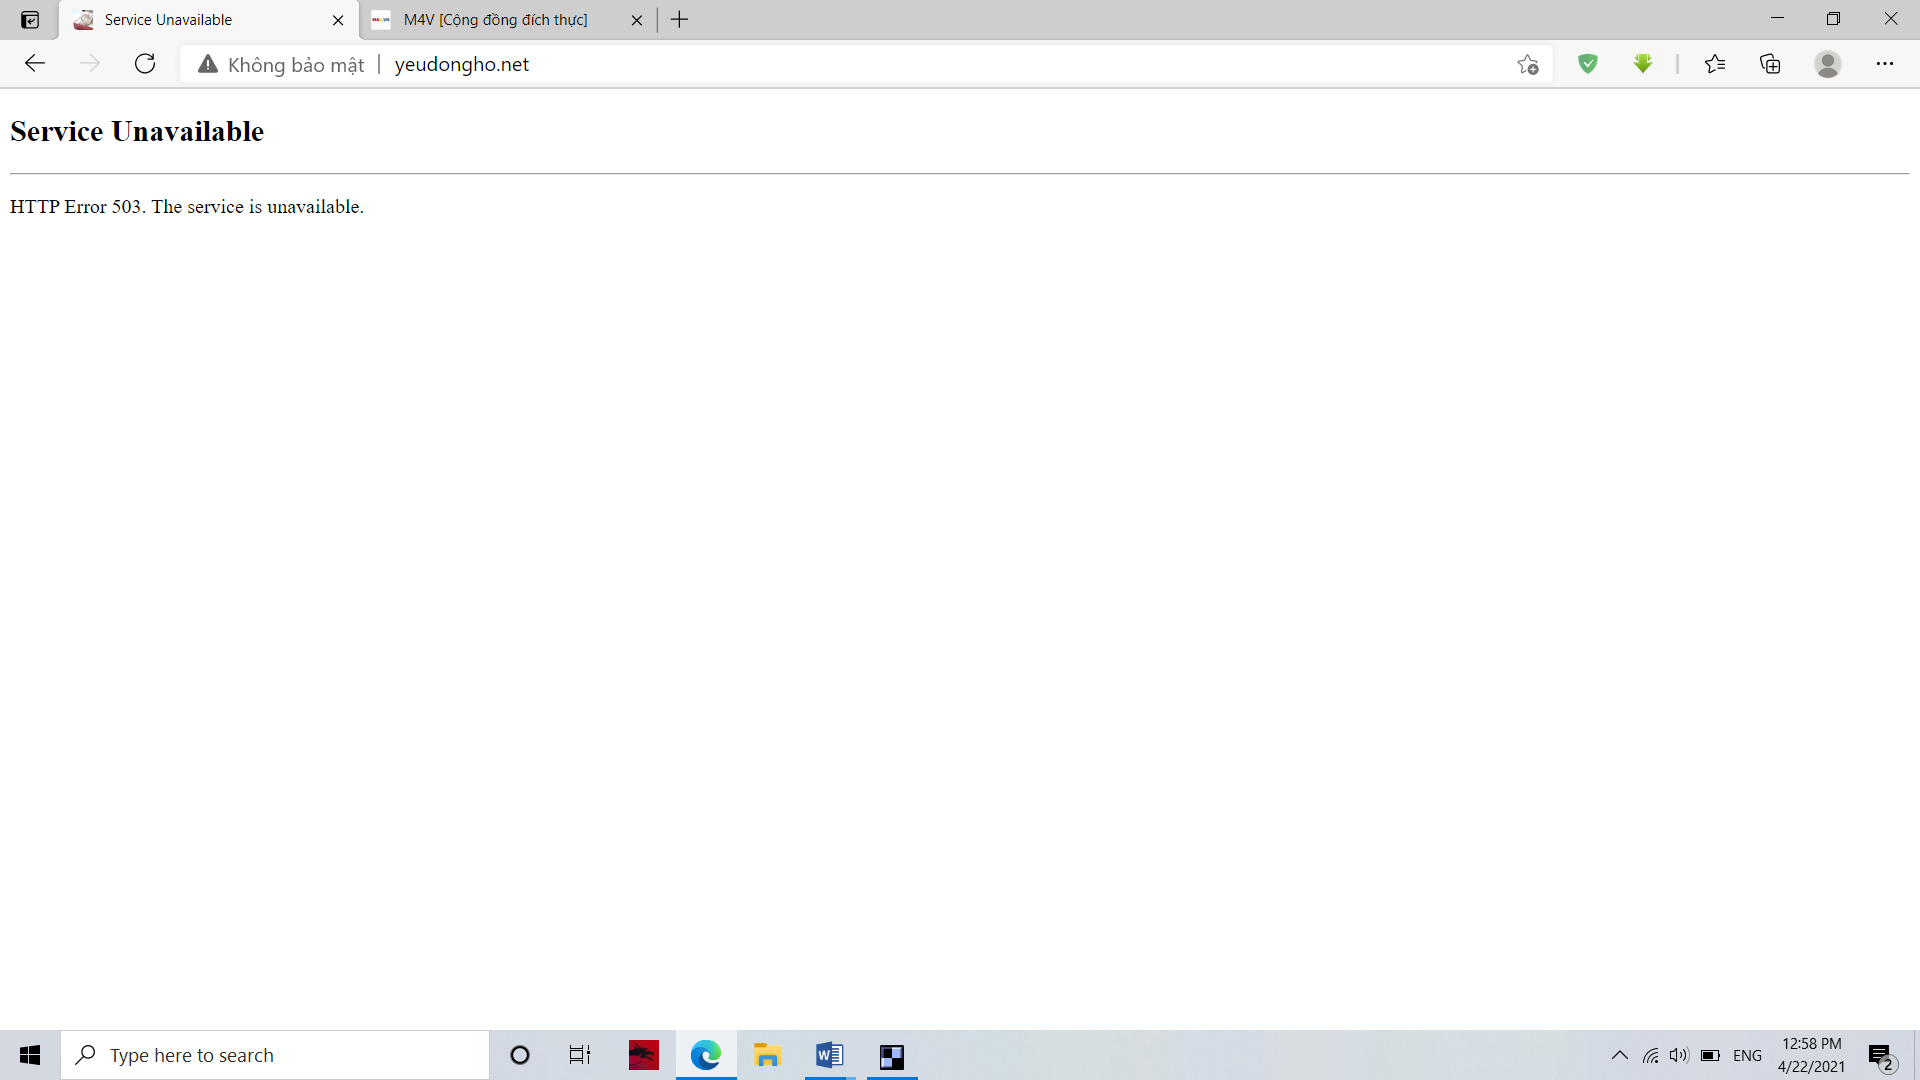 Service Unavailable
M4V [Cộng đồng đích thực]
Không bảo mật
yeudongho.net
Service Unavailable
HTTP Error 503. The service is unavailable.
Type here to search
ENG
12:58 PM
4/22/2021
2